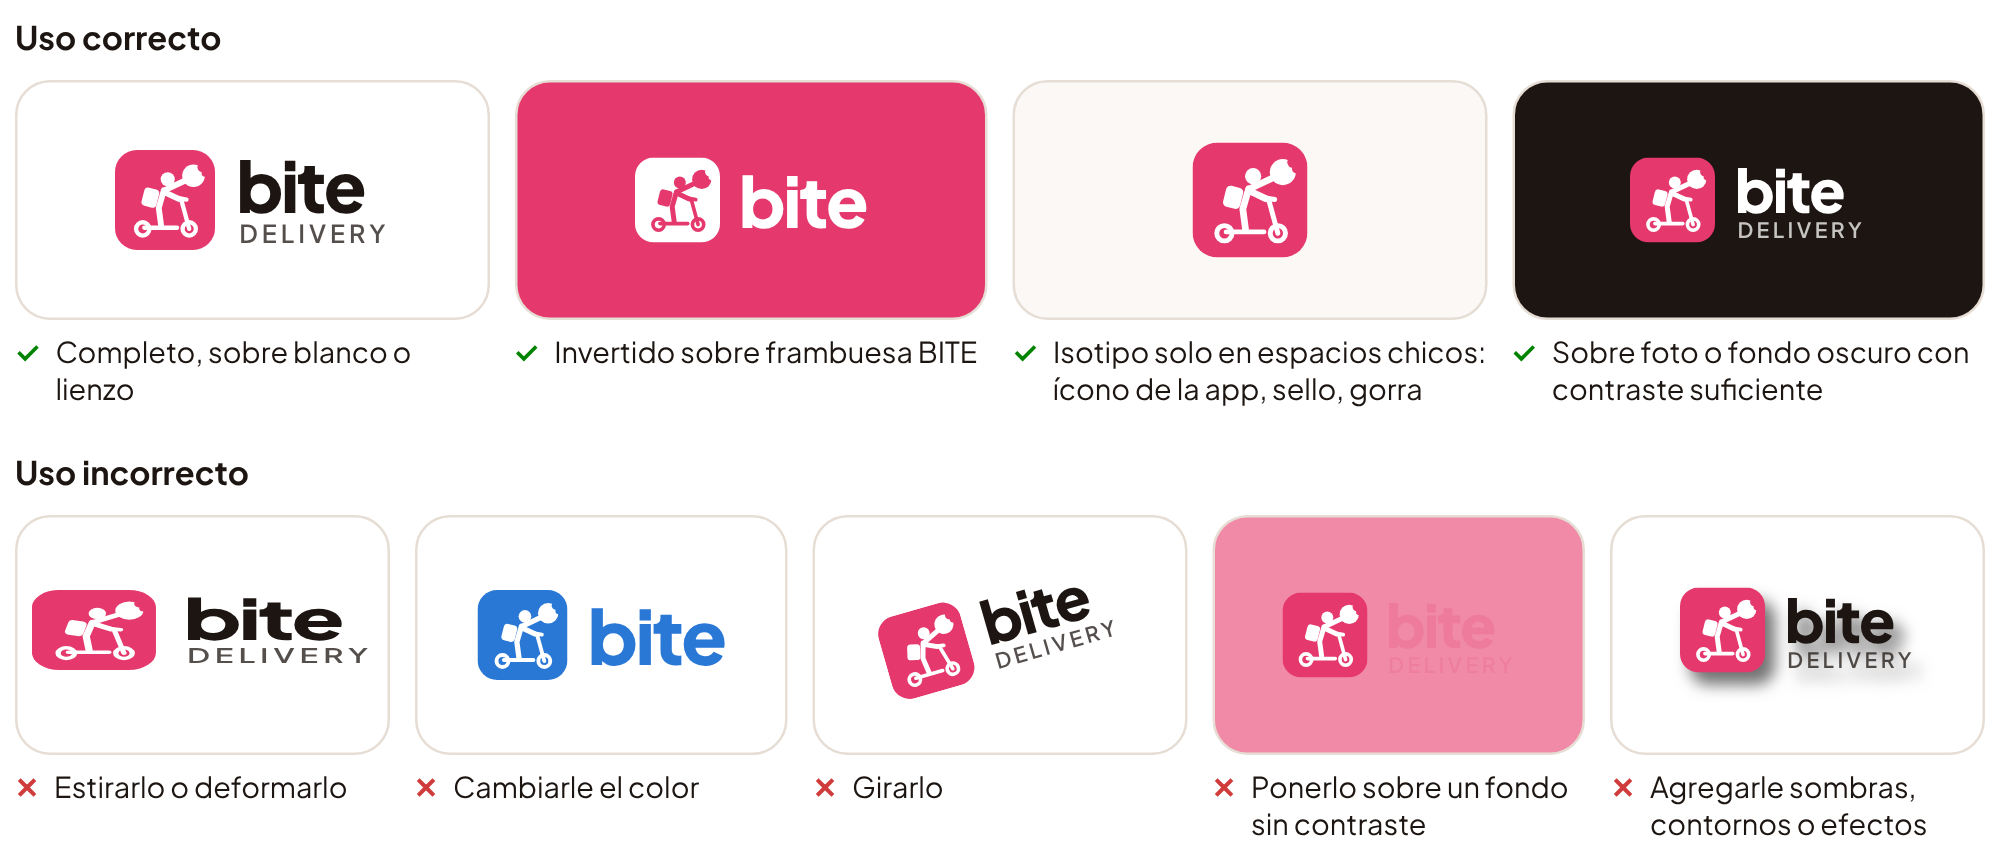 Uso correcto
bite
DELIVERY
bite
bite
DELIVERY
Completo, sobre blanco o
lienzo
Invertido sobre frambuesa BITE
Isotipo solo en espacios chicos:
ícono de la app, sello, gorra
Sobre foto o fondo oscuro con
contraste suficiente
Uso incorrecto
bite
DELIVERY
bite
bite
DELIVERY
bite
DELIVERY
bite
DELIVERY
Estirarlo o deformarlo
Cambiarle el color
Girarlo
Ponerlo sobre un fondo
sin contraste
Agregarle sombras,
contornos o efectos